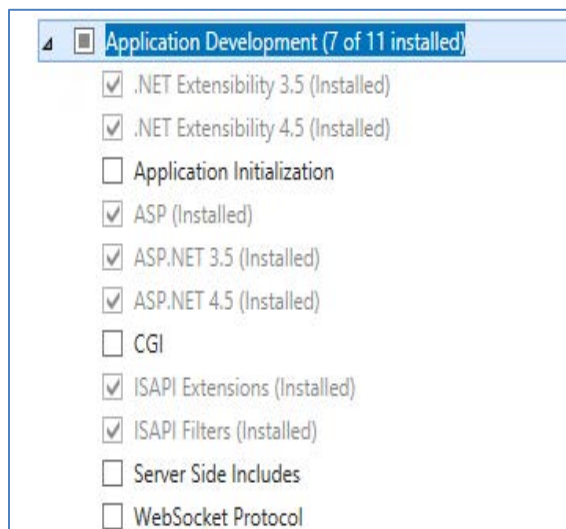 Application Development (7 of 11 installed)
.NET Extensibility 3.5 (Installed)
.NET Extensibility 4.5 (Installed)
Application Initialization
ASP (Installed)
ASP.NET 3.5 (Installed)
ASP.NET 4.5 (Installed)
CGI
ISAPI Extensions (Installed)
ISAPI Filters (Installed)
Server Side Includes
WebSocket Protocol